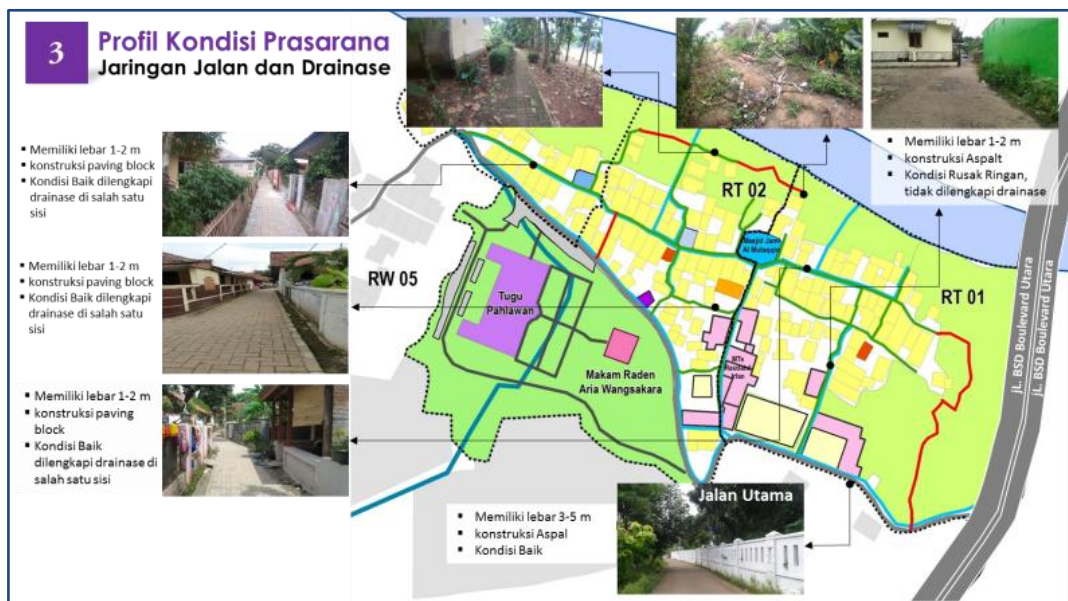 3
Profil Kondisi Prasarana
Jaringan Jalan dan Drainase
▪ Memiliki lebar 1-2 m
▪ konstruksi paving block
▪ Kondisi Baik dilengkapi
drainase di salah satu
sisi
▪ Memiliki lebar 1-2 m
▪ konstruksi paving block
▪ Kondisi Baik dilengkapi
drainase di salah satu
sisi
▪ Memiliki lebar 1-2 m
▪ konstruksi paving
block
▪ Kondisi Baik
dilengkapi drainase di
salah satu sisi
▪ Memiliki lebar 1-2 m
▪ konstruksi Aspalt
▪ Kondisi Rusak Ringan,
tidak dilengkapi drainase
RT 02
Masjid Jami
Al Mutaqqin
RW 05
RT 01
Tugu
Pahlawan
Makam Raden
Aria Wangsakara
MTs
jL. BSD Boulevard Utara
jL. BSD Boulevard Utara
Jalan Utama
▪ Memiliki lebar 3-5 m
▪ konstruksi Aspal
▪ Kondisi Baik